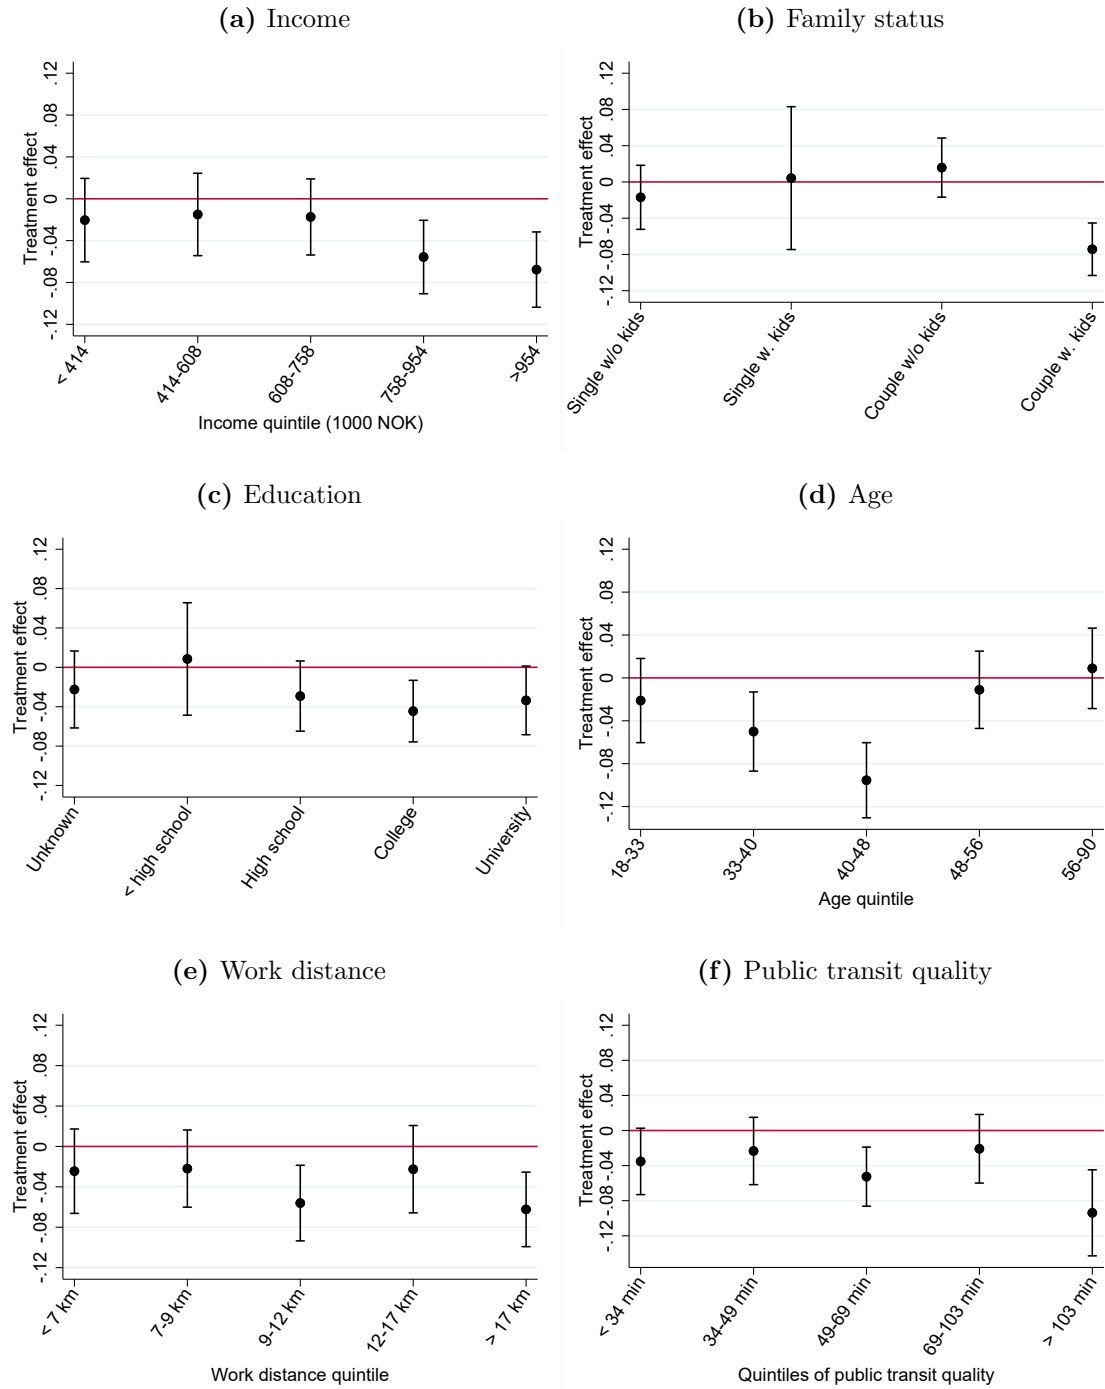 (a) Income
Treatment effect
.12
.08
.04
0
-.04
-.08
-.12
< 414
414-608
608-758
758-954
>954
Income quintile (1000 NOK)
(b) Family status
Treatment effect
.12
.08
.04
0
-.04
-.08
-.12
Single w/o kids
Single w. kids
Couple w/o kids
Couple w. kids
(c) Education
Treatment effect
.12
.08
.04
0
-.04
-.08
-.12
Unknown
< high school
High school
College
University
(d) Age
Treatment effect
.12
.08
.04
0
-.04
-.08
-.12
18-33
33-40
40-48
48-56
56-90
Age quintile
(e) Work distance
Treatment effect
.12
.08
.04
0
-.04
-.08
-.12
< 7 km
7-9 km
9-12 km
12-17 km
> 17 km
Work distance quintile
(f) Public transit quality
Treatment effect
.12
.08
.04
0
-.04
-.08
-.12
< 34 min
34-49 min
49-69 min
69-103 min
> 103 min
Quintiles of public transit quality